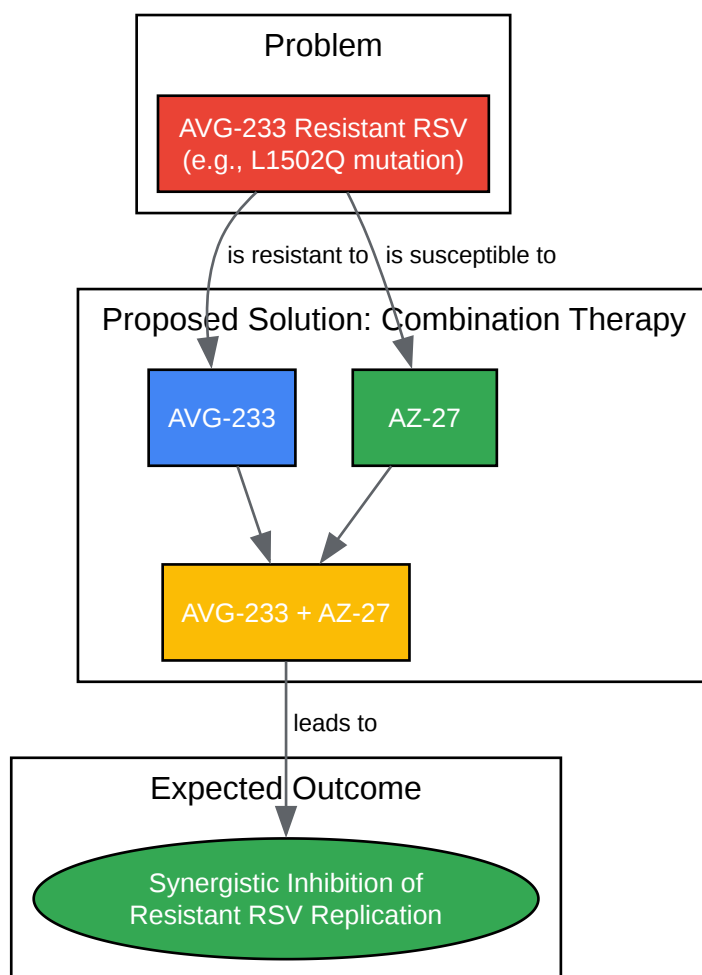 Problem
AVG-233 Resistant RSV
(e.g., L1502Q mutation)
is resistant to
is susceptible to
Proposed Solution: Combination Therapy
AVG-233
AZ-27
AVG-233 + AZ-27
leads to
Expected Outcome
Synergistic Inhibition of
Resistant RSV Replication